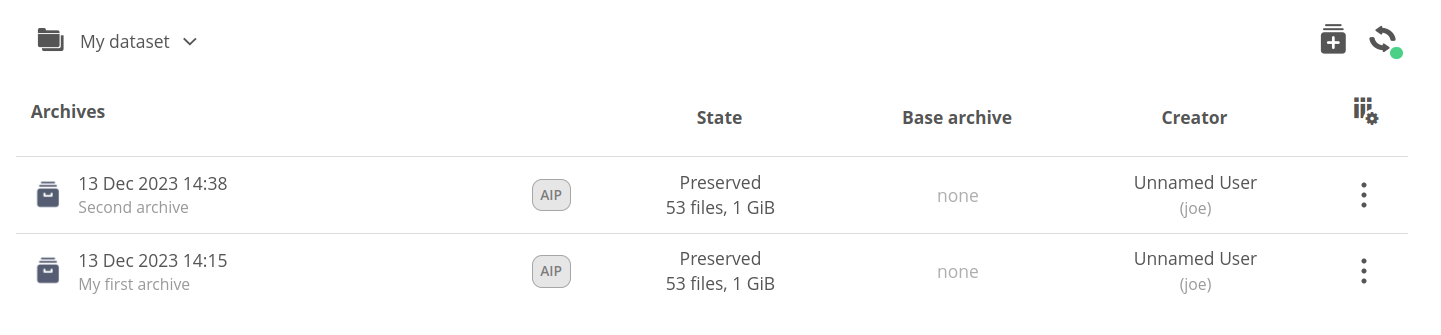 My dataset
Archives
State
Base archive
Creator
13 Dec 2023 14:38
Second archive
AIP
Preserved
53 files, 1 GiB
none
Unnamed User
(joe)
13 Dec 2023 14:15
My first archive
AIP
Preserved
53 files, 1 GiB
none
Unnamed User
(joe)